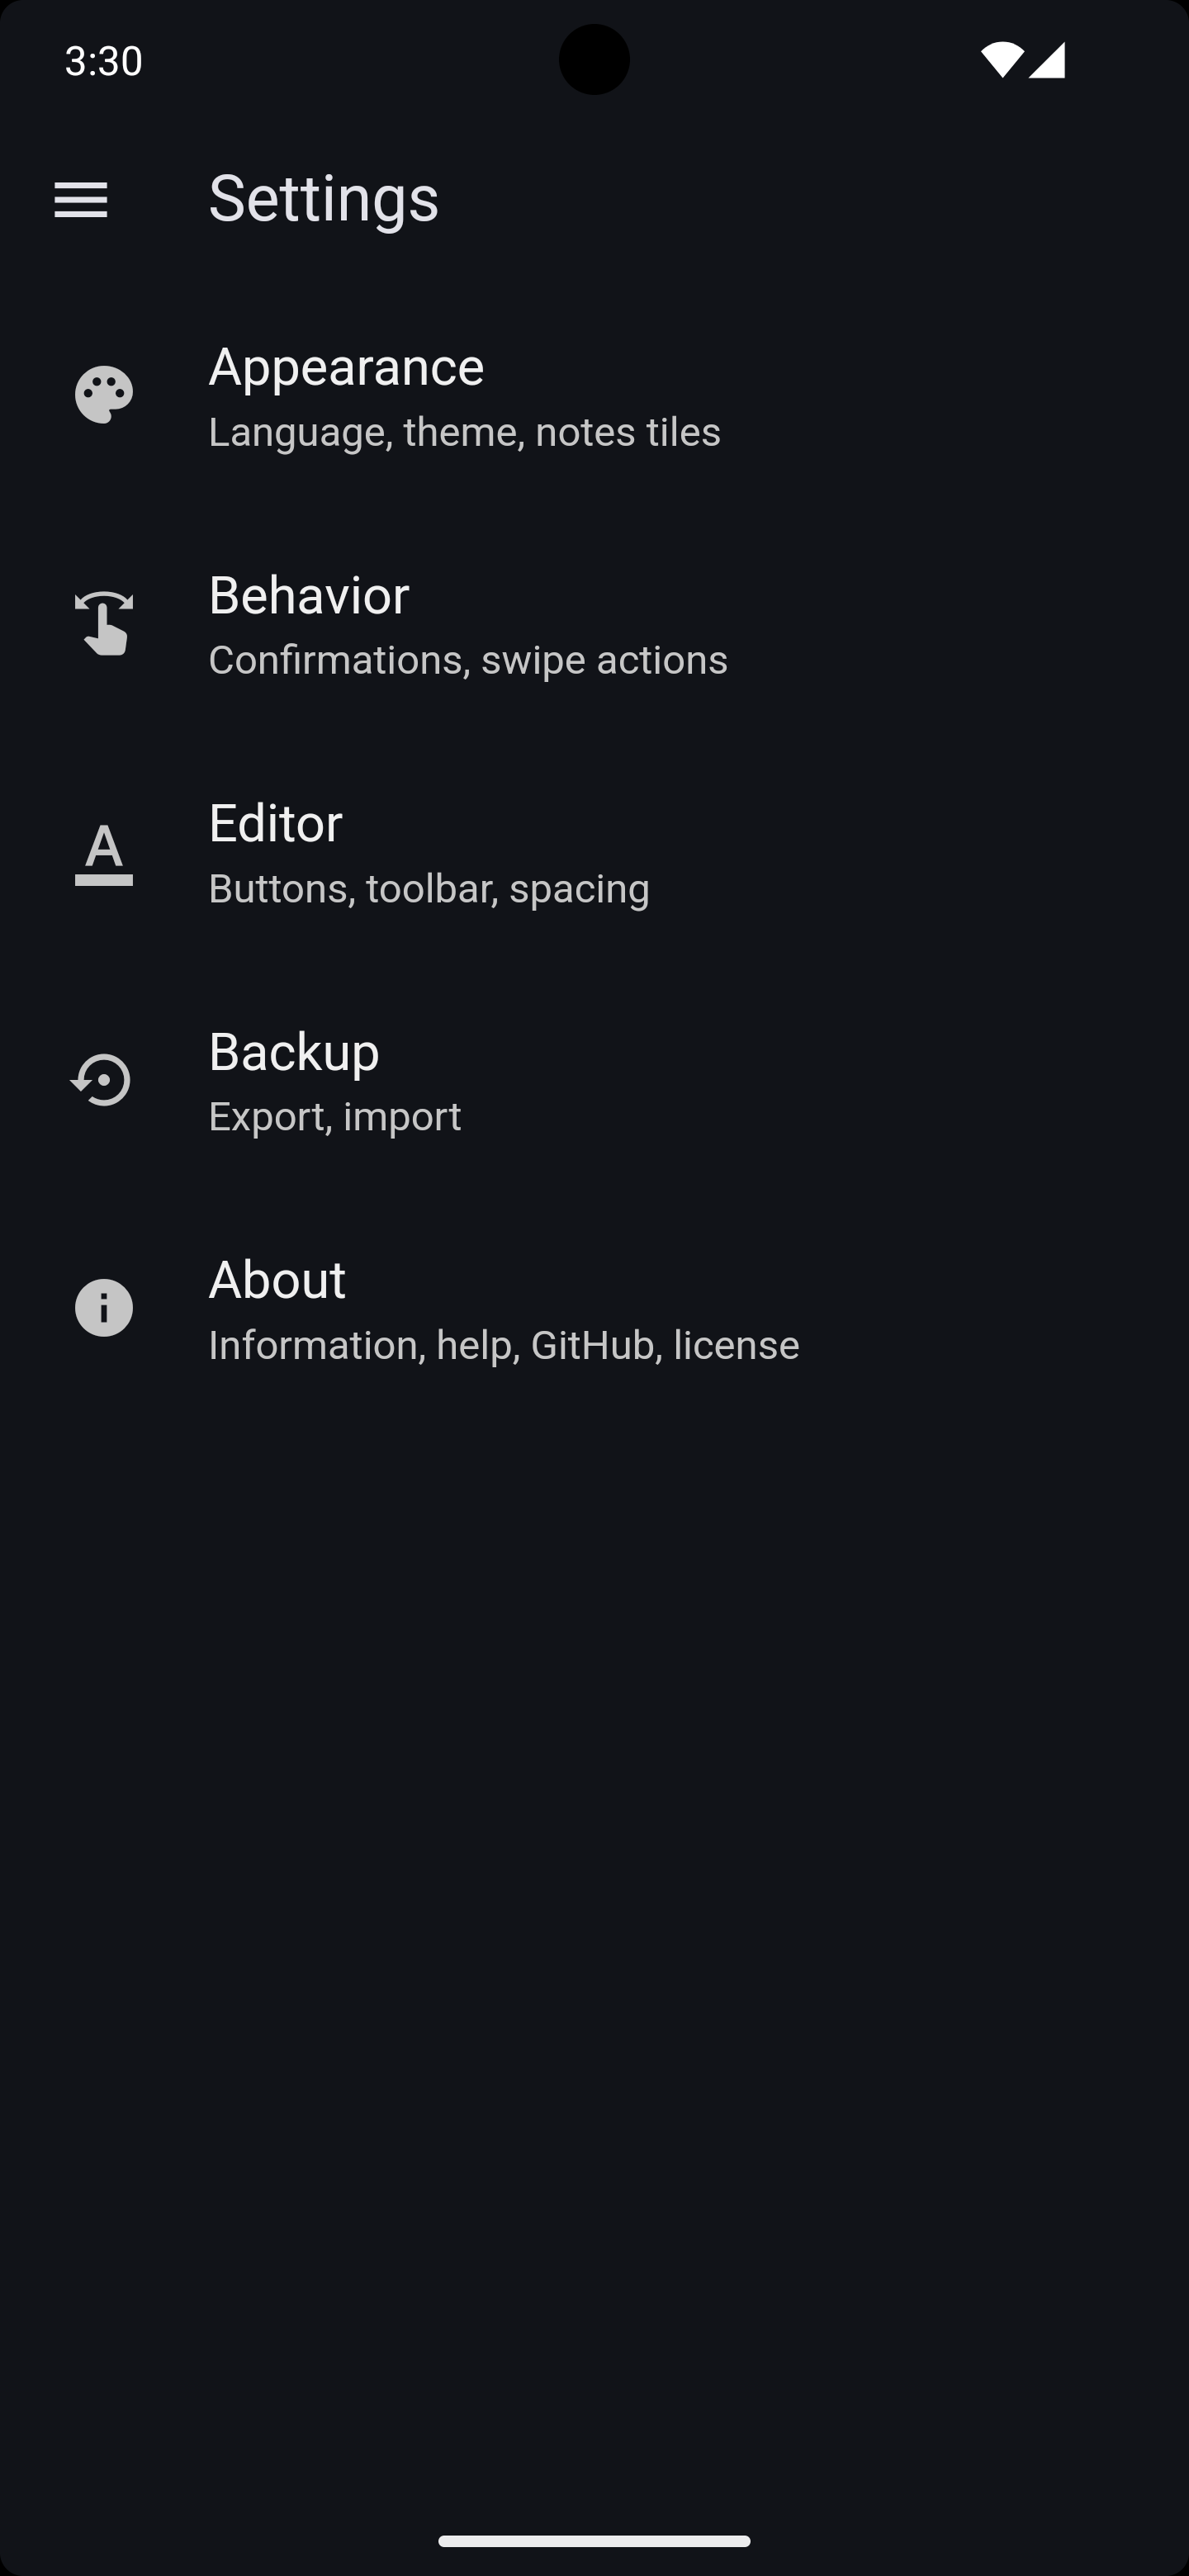 3:30
Settings
Appearance
Language, theme, notes tiles
Behavior
Confirmations, swipe actions
Editor
Buttons, toolbar, spacing
Backup
Export, import
About
Information, help, GitHub, license